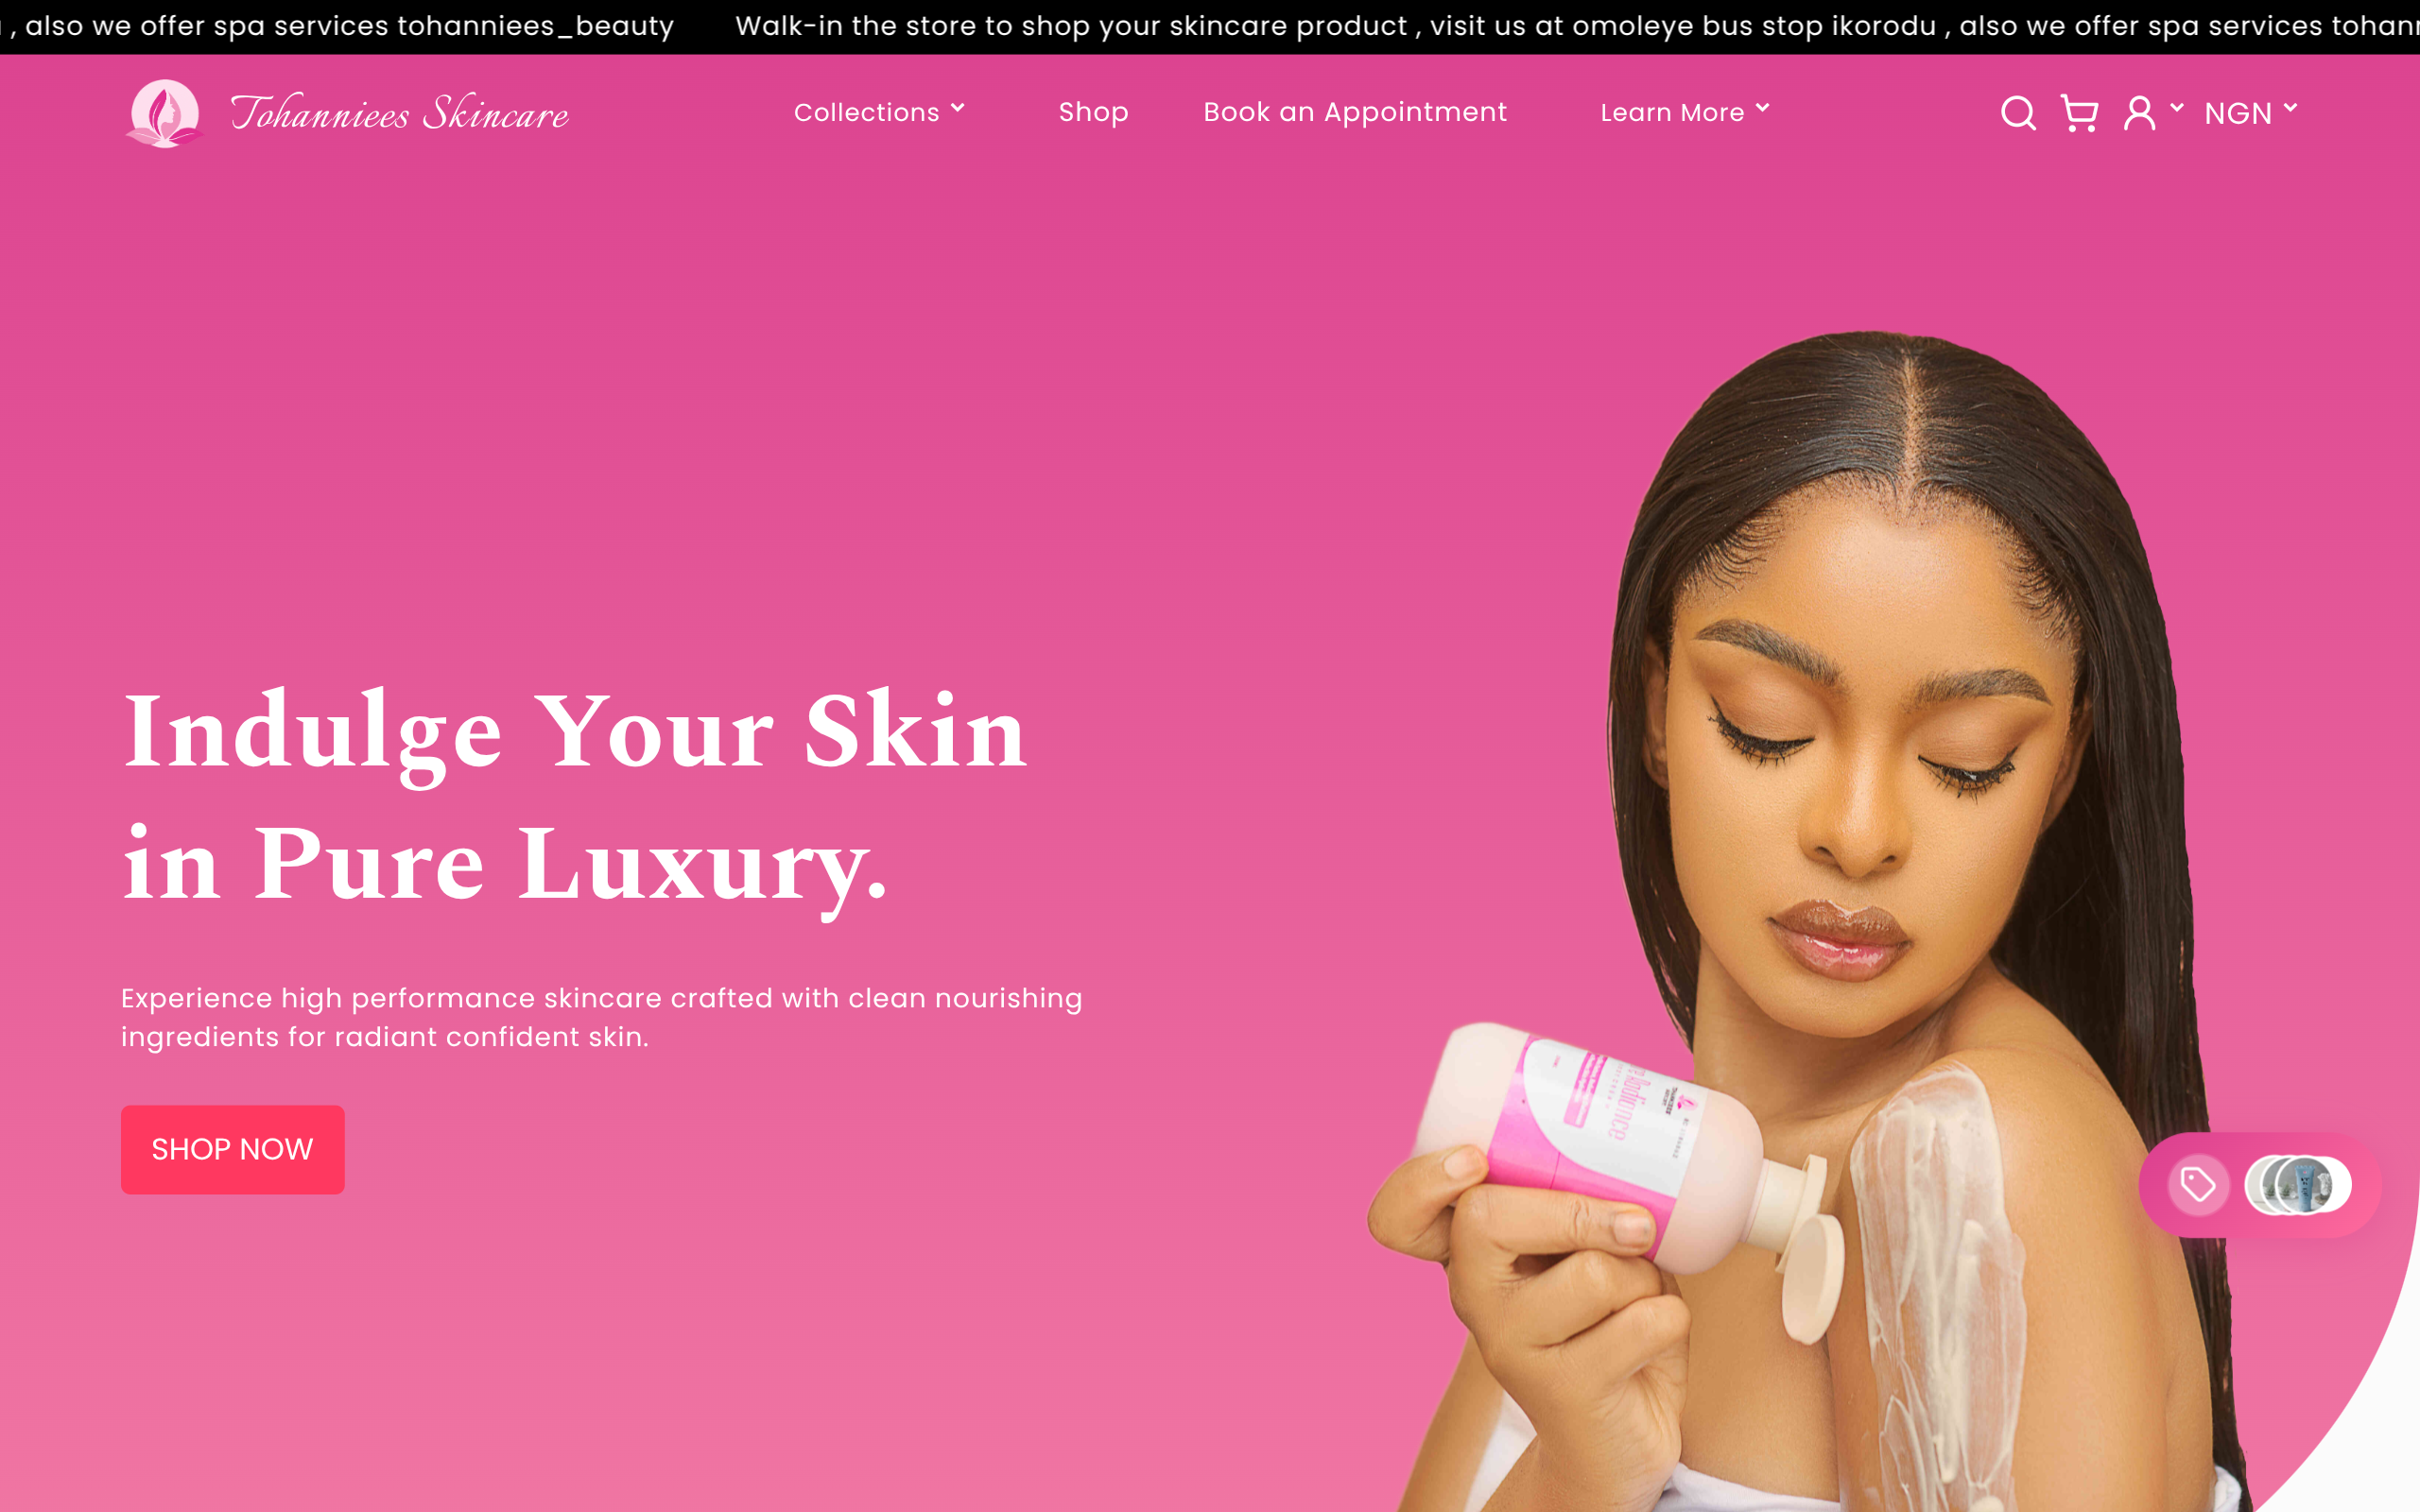 , also we offer spa services tohanniees_beauty Walk-in the store to shop your skincare product , visit us at omoleye bus stop ikorodu , also we offer spa services
Tohanniees Skincare Collections Shop Book an Appointment Learn More NGN
Indulge Your Skin
in Pure Luxury.
Experience high performance skincare crafted with clean nourishing
ingredients for radiant confident skin.
SHOP NOW
Radiance